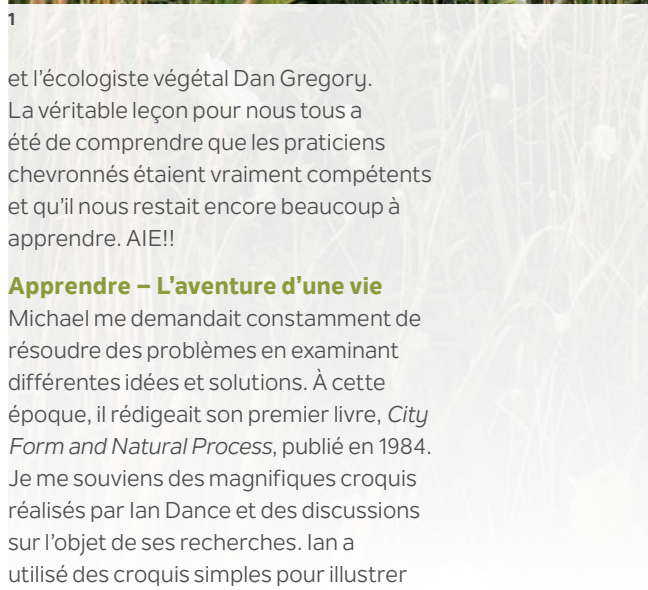 1
et l’écologiste végétal Dan Gregory.
La véritable leçon pour nous tous a
été de comprendre que les praticiens
chevronnés étaient vraiment compétents
et qu’il nous restait encore beaucoup à
apprendre. AIE!!
Apprendre – L’aventure d’une vie
Michael me demandait constamment de
résoudre des problèmes en examinant
différentes idées et solutions. À cette
époque, il rédigeait son premier livre, City
Form and Natural Process, publié en 1984.
Je me souviens des magnifiques croquis
réalisés par Ian Dance et des discussions
sur l’objet de ses recherches. Ian a
utilisé des croquis simples pour illustrer